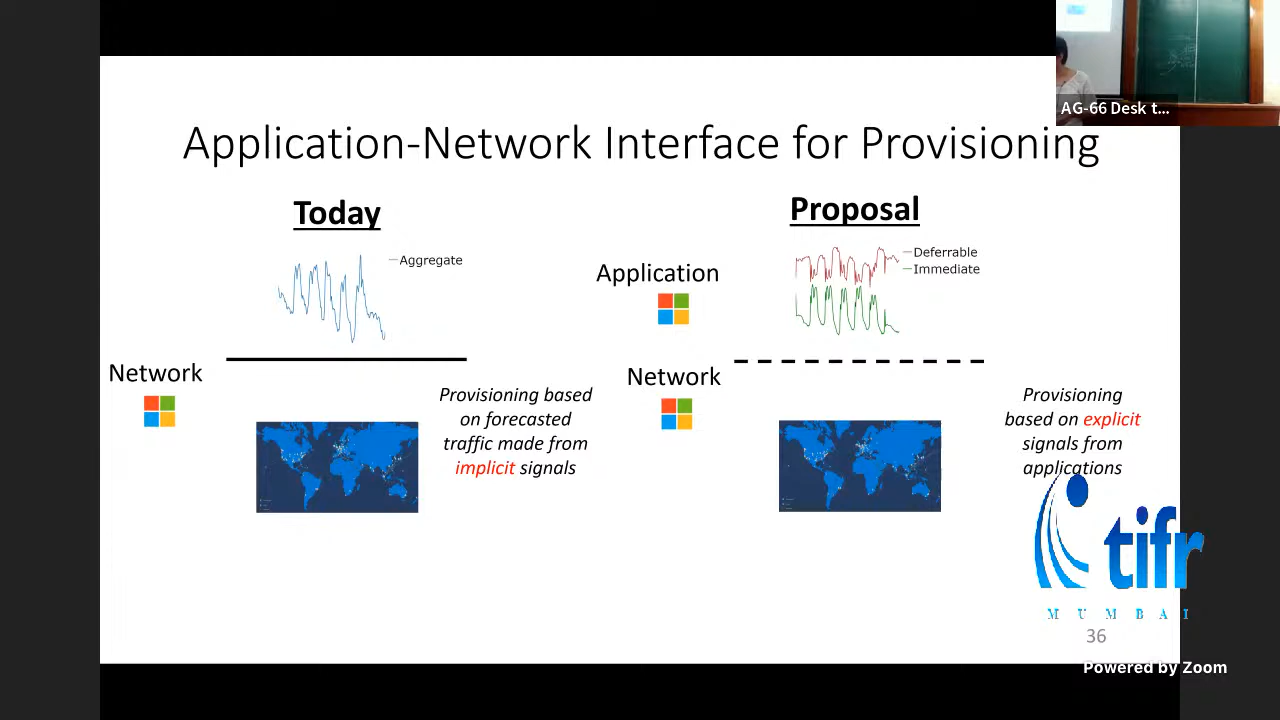 AG-66 Desk t...
Application-Network Interface for Provisioning
Today
Aggregate
Network
Provisioning based
on forecasted
traffic made from
implicit signals
Proposal
Application
Deferrable
Immediate
Network
Provisioning
based on explicit
signals from
applications
tifr
MUMBAI
36
Powered by Zoom